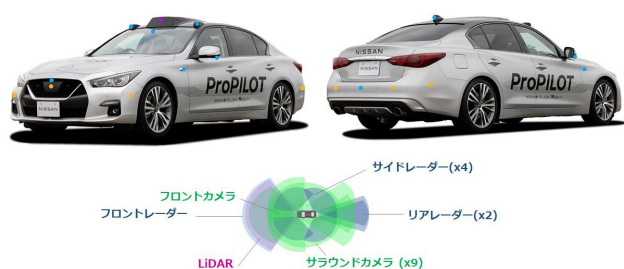 ProPILOT
NISSAN
NISSAN
ProPILOT
NISSAN
サイドレーダー(x4)
フロントカメラ
フロントレーダー
リアレーダー(x2)
LiDAR
サラウンドカメラ (x9)